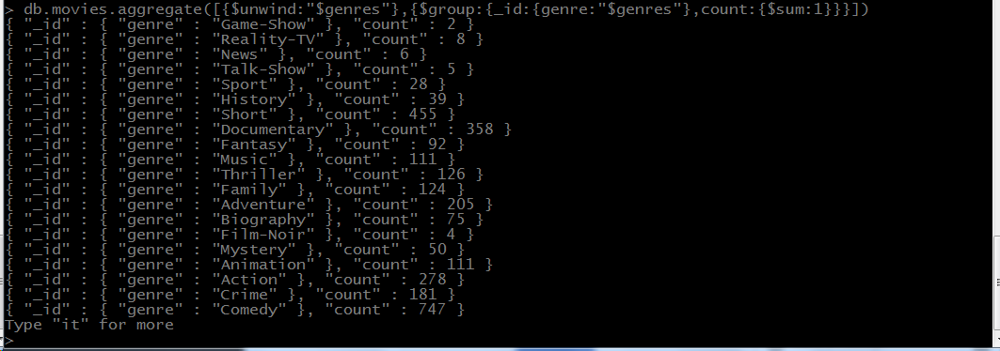 > db.movies.aggregate([{$unwind:"$genres"},{$group:{_id:{genre:"$genres"},count:{$sum:1}}}])
{ "_id" : { "genre" : "Game-Show" }, "count" : 2 }
{ "_id" : { "genre" : "Reality-TV" }, "count" : 8 }
{ "_id" : { "genre" : "News" }, "count" : 6 }
{ "_id" : { "genre" : "Talk-Show" }, "count" : 5 }
{ "_id" : { "genre" : "Sport" }, "count" : 28 }
{ "_id" : { "genre" : "History" }, "count" : 39 }
{ "_id" : { "genre" : "Short" }, "count" : 455 }
{ "_id" : { "genre" : "Documentary" }, "count" : 358 }
{ "_id" : { "genre" : "Fantasy" }, "count" : 92 }
{ "_id" : { "genre" : "Music" }, "count" : 111 }
{ "_id" : { "genre" : "Thriller" }, "count" : 126 }
{ "_id" : { "genre" : "Family" }, "count" : 124 }
{ "_id" : { "genre" : "Adventure" }, "count" : 205 }
{ "_id" : { "genre" : "Biography" }, "count" : 75 }
{ "_id" : { "genre" : "Film-Noir" }, "count" : 4 }
{ "_id" : { "genre" : "Mystery" }, "count" : 50 }
{ "_id" : { "genre" : "Animation" }, "count" : 111 }
{ "_id" : { "genre" : "Action" }, "count" : 278 }
{ "_id" : { "genre" : "Crime" }, "count" : 181 }
{ "_id" : { "genre" : "Comedy" }, "count" : 747 }
Type "it" for more
>